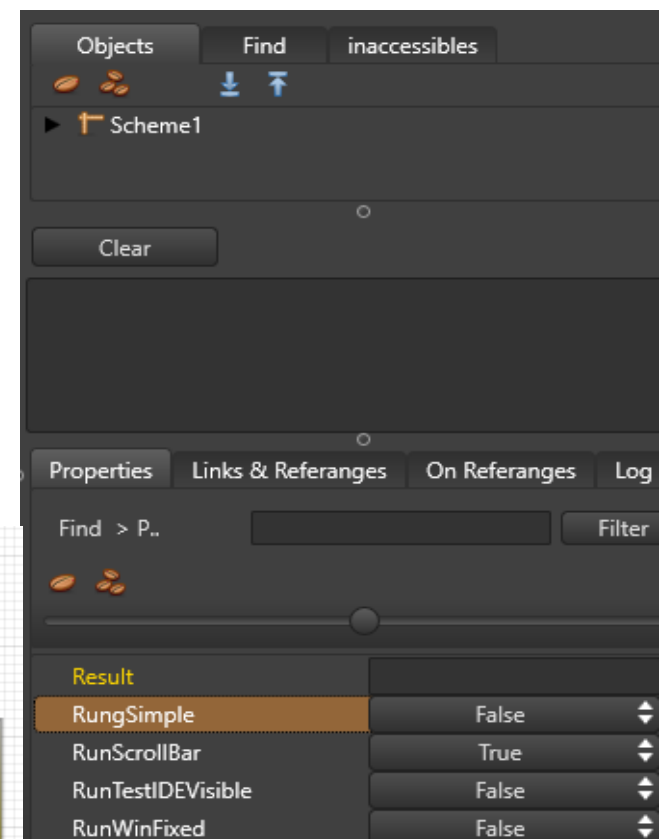 Objects Find inaccessibles
Scheme1
Clear
Properties Links & Referanges On Referanges Log
Find > P.. Filter
Result
RungSimple False
RunScrollBar True
RunTestIDEVisible False
RunWinFixed False